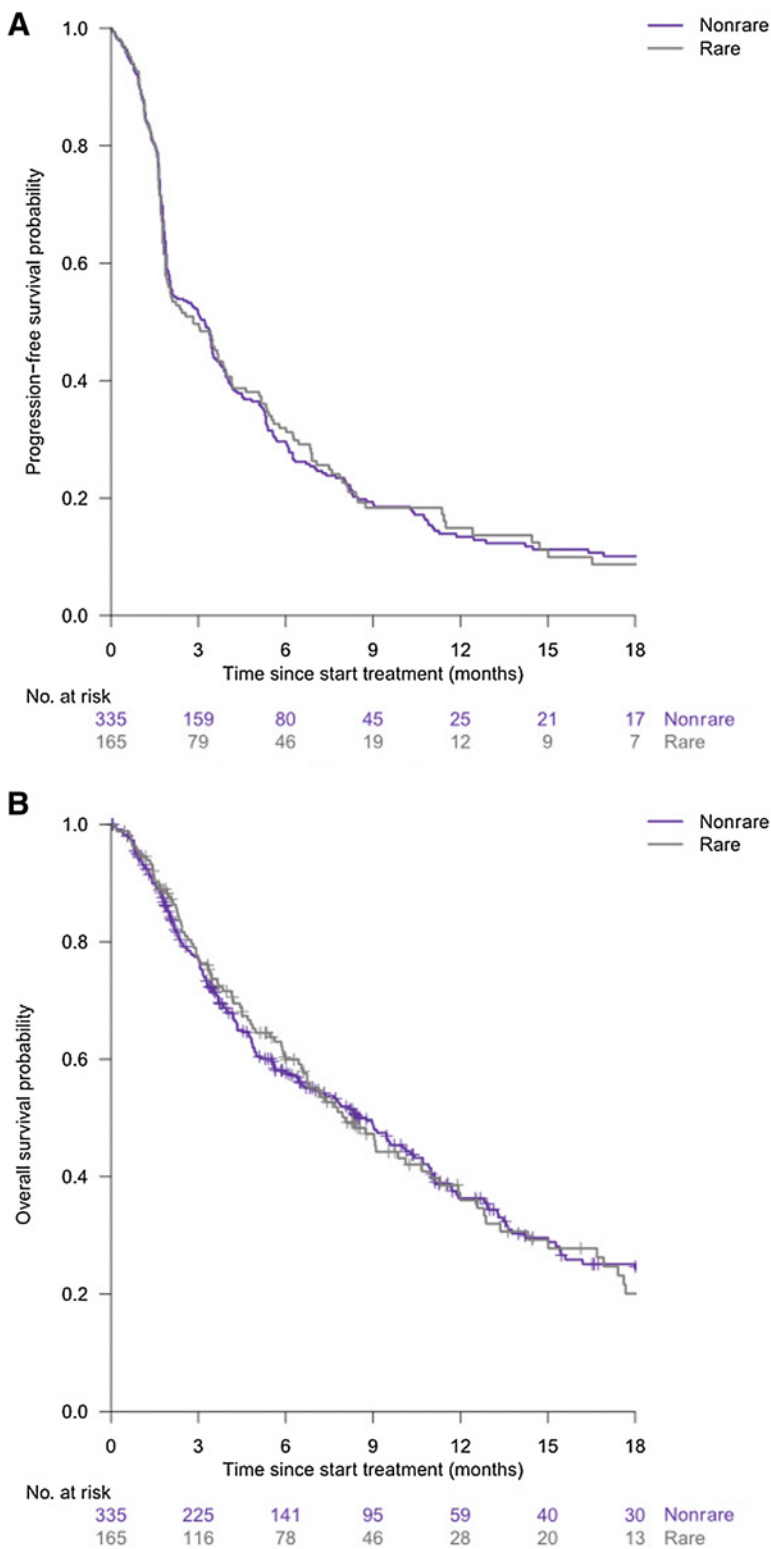 A
Nonrare
Rare
1.0
0.8
0.6
0.4
0.2
0.0
Progression−free survival probability
0 3 6 9 12 15 18
Time since start treatment (months)
No. at risk
335 159 80 45 25 21 17 Nonrare
165 79 46 19 12 9 7 Rare
B
Nonrare
Rare
1.0
0.8
0.6
0.4
0.2
0.0
Overall survival probability
0 3 6 9 12 15 18
Time since start treatment (months)
No. at risk
335 225 141 95 59 40 30 Nonrare
165 116 78 46 28 20 13 Rare